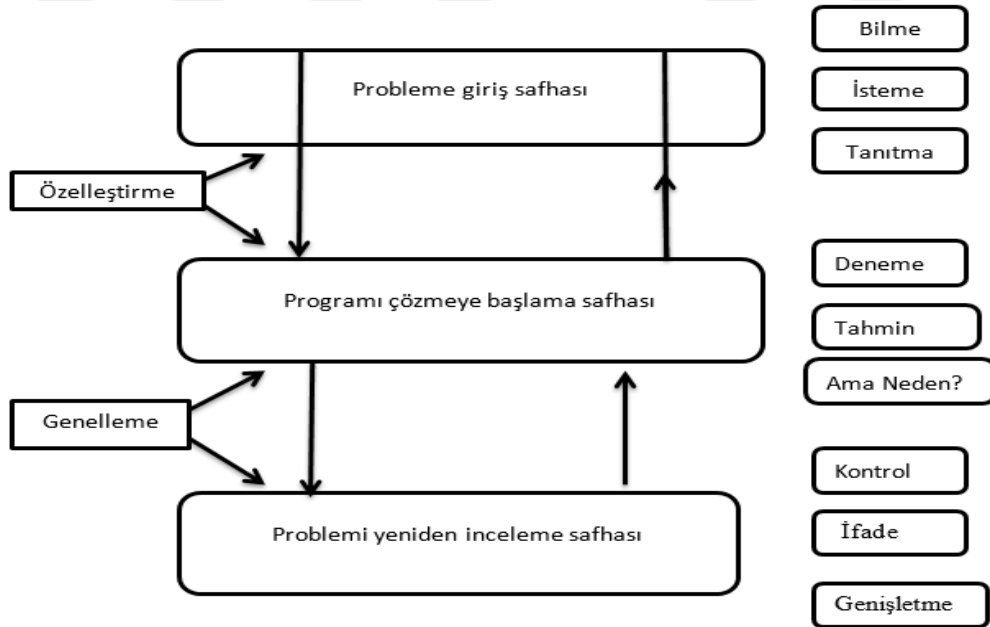 Bilme
Probleme giriş safhası
İsteme
Tanıtma
Özelleştirme
Deneme
Programı çözmeye başlama safhası
Tahmin
Ama Neden?
Genelleme
Kontrol
Problemi yeniden inceleme safhası
İfade
Genişletme